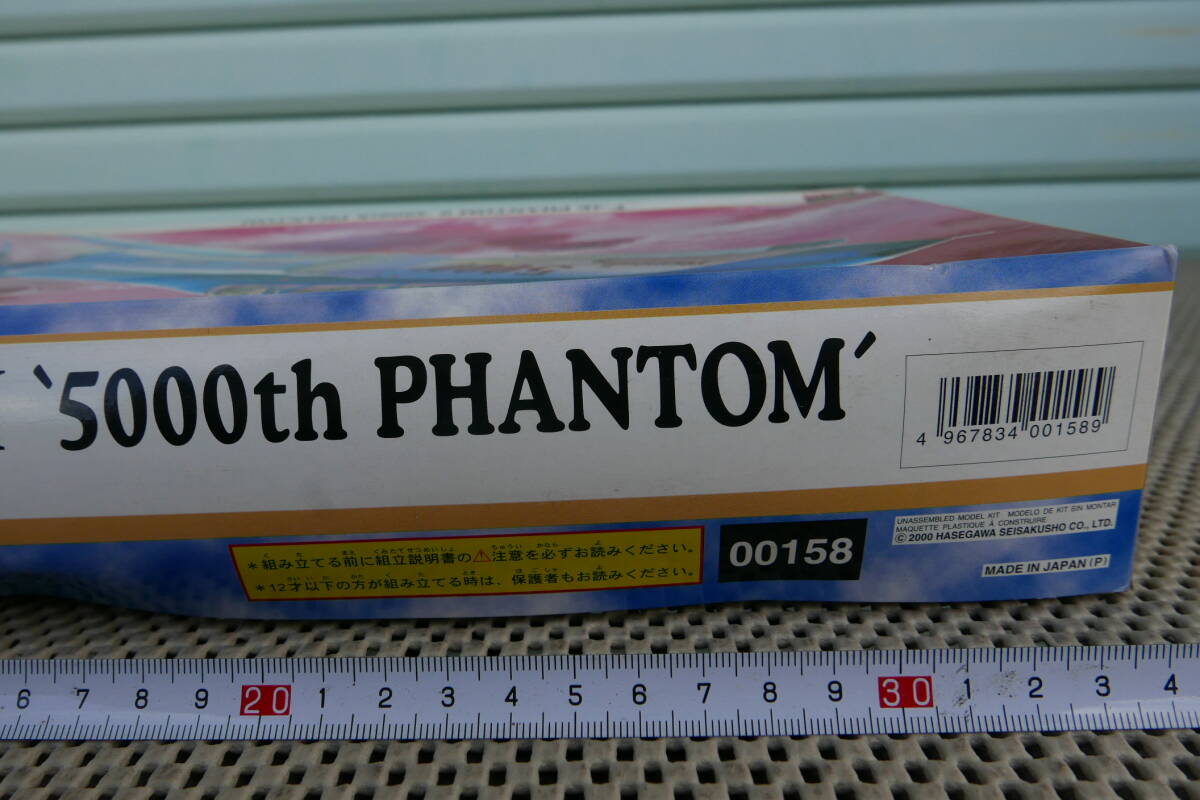 '5000th PHANTOM'
4 967834 001589
UNASSEMBLED MODEL KIT MODELO DE KIT SIN MONTAR
MAQUETTE PLASTIQUE À CONSTRUIRE
© 2000 HASEGAWA SEISAKUSHO CO., LTD.
MADE IN JAPAN (P)
00158
*組み立てる前に組立説明書の⚠注意を必ずお読みください。
*12才以下の方が組み立てる時は、保護者もお読みください。
6 7 8 9 20 1 2 3 4 5 6 7 8 9 30 1 2 3 4